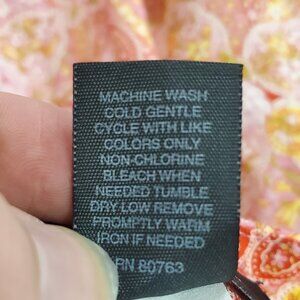 MACHINE WASH
COLD GENTLE
CYCLE WITH LIKE
COLORS ONLY
NON-CHLORINE
BLEACH WHEN
NEEDED TUMBLE
DRY LOW REMOVE
PROMPTLY WARM
IRON IF NEEDED
RN 80763